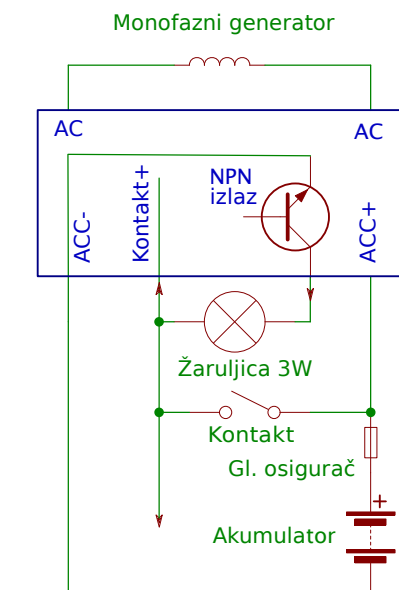 Monofazni generator
AC
AC
ACC-
Kontakt+
NPN
izlaz
ACC+
Žaruljica 3W
Kontakt
Gl. osigurač
+
Akumulator